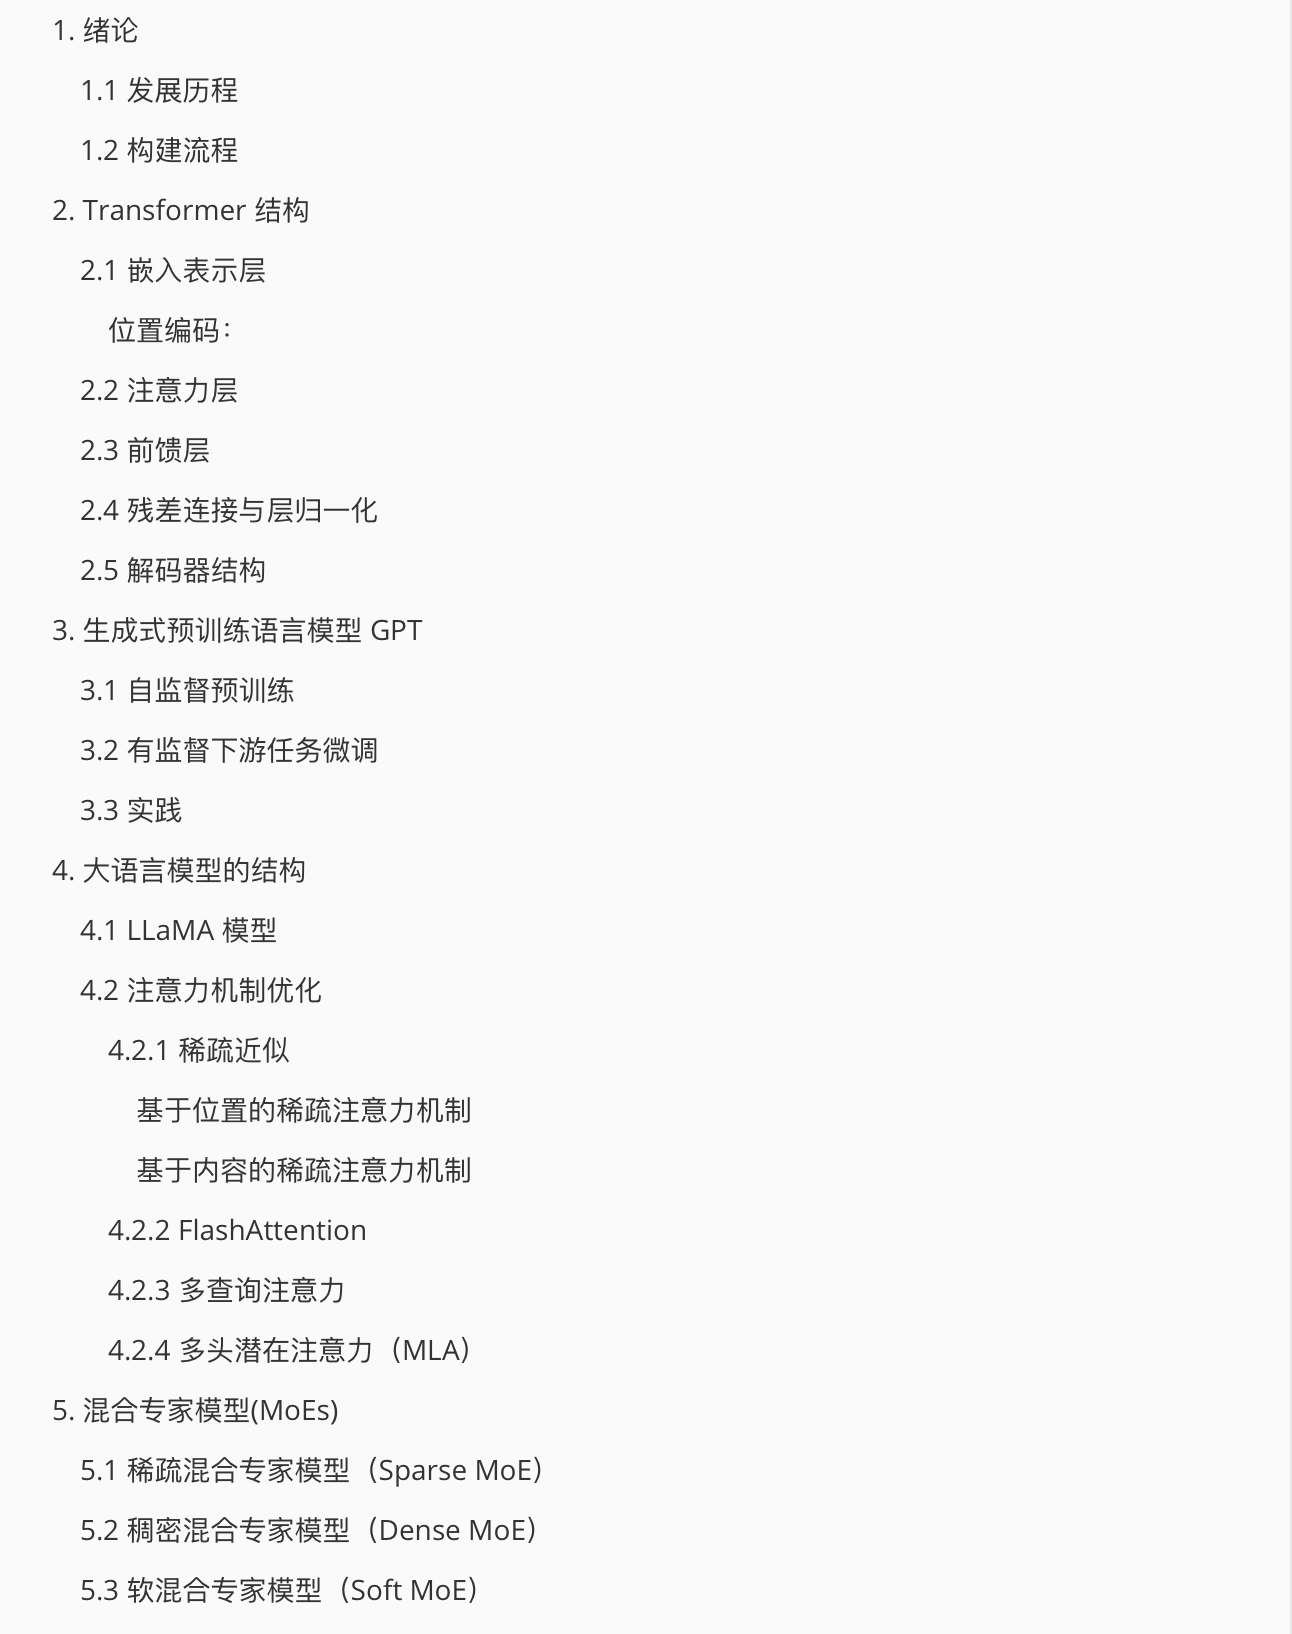 1. 绪论
1.1 发展历程
1.2 构建流程
2. Transformer 结构
2.1 嵌入表示层
位置编码：
2.2 注意力层
2.3 前馈层
2.4 残差连接与层归一化
2.5 解码器结构
3. 生成式预训练语言模型 GPT
3.1 自监督预训练
3.2 有监督下游任务微调
3.3 实践
4. 大语言模型的结构
4.1 LLaMA 模型
4.2 注意力机制优化
4.2.1 稀疏近似
基于位置的稀疏注意力机制
基于内容的稀疏注意力机制
4.2.2 FlashAttention
4.2.3 多查询注意力
4.2.4 多头潜在注意力（MLA）
5. 混合专家模型(MoEs)
5.1 稀疏混合专家模型（Sparse MoE）
5.2 稠密混合专家模型（Dense MoE）
5.3 软混合专家模型（Soft MoE）